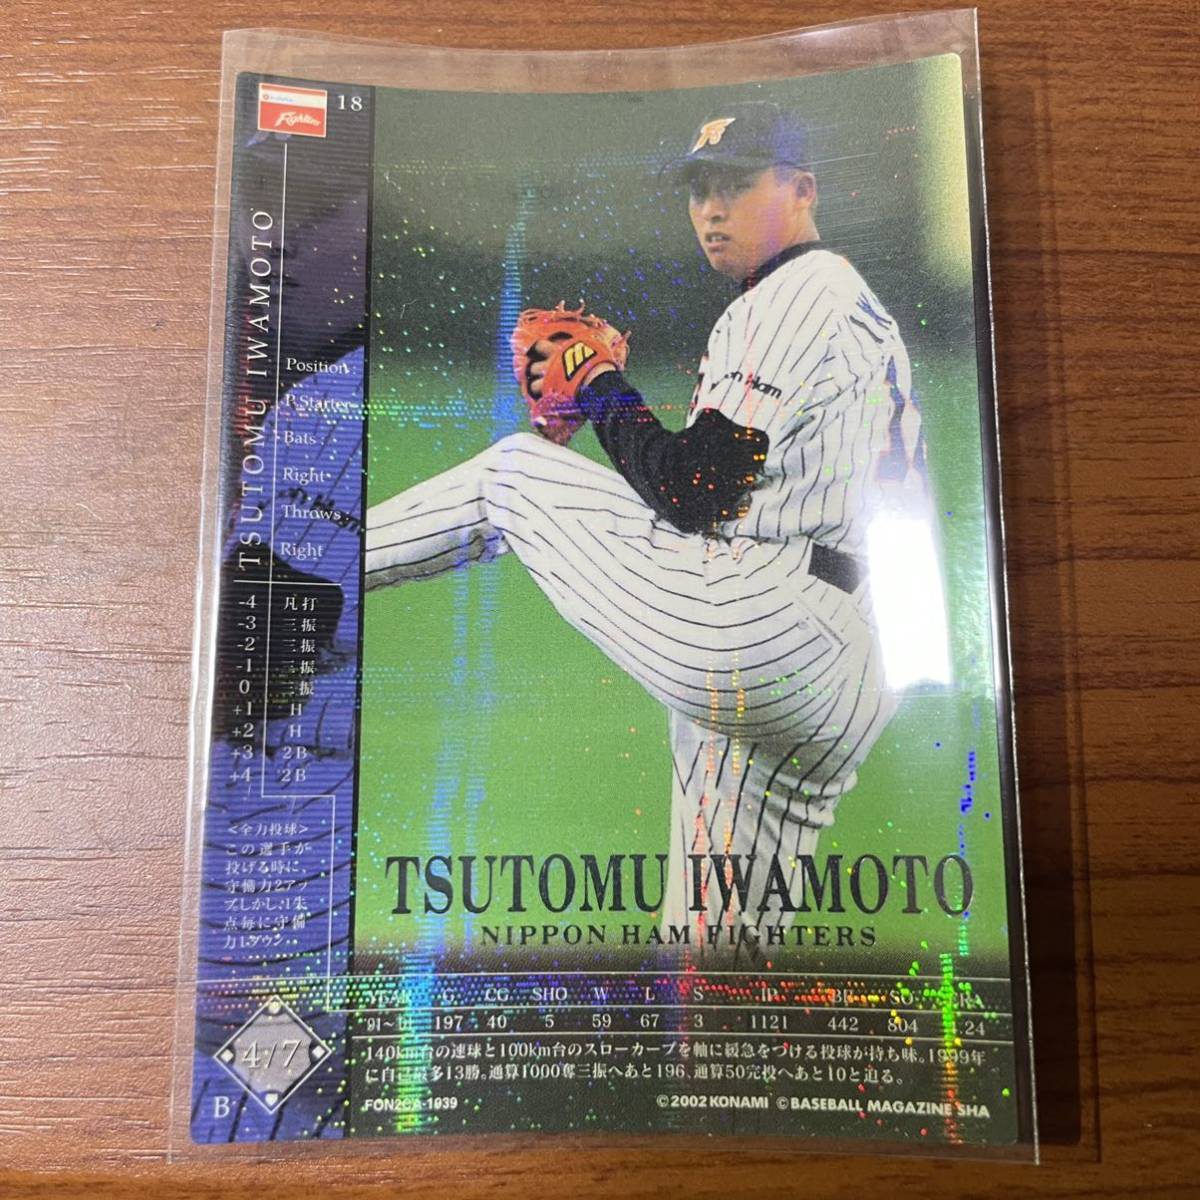 Fighters
18
TSUTOMU IWAMOTO
Position:
P.Starter
Bats:
Right
Throws:
Right
-4 凡打
-3 三振
-2 三振
-1 三振
0 三振
+1 H
+2 H
+3 2B
+4 2B
<全力投球>
この選手が
投げる時に、
守備力2アッ
プしかし、1失
点毎に守備
力1ダウン。
4/7
B
TSUTOMU IWAMOTO
NIPPON HAM FIGHTERS
YEAR G CG SHO W L S IP BB SO ERA
'91~'01 197 40 5 59 67 3 1121 442 804 .24
140km台の速球と100km台のスローカーブを軸に緩急をつける投球が持ち味。1999年
に自己最多13勝。通算1000奪三振へあと196、通算50完投へあと10と迫る。
FON2CA-1939
©2002 KONAMI ©BASEBALL MAGAZINE SHA